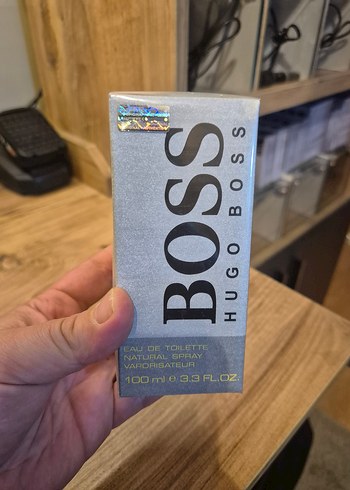 BOSS
HUGO BOSS
EAU DE TOILETTE
NATURAL SPRAY
VAPORISATEUR
100 ml e 3.3 FL.OZ.